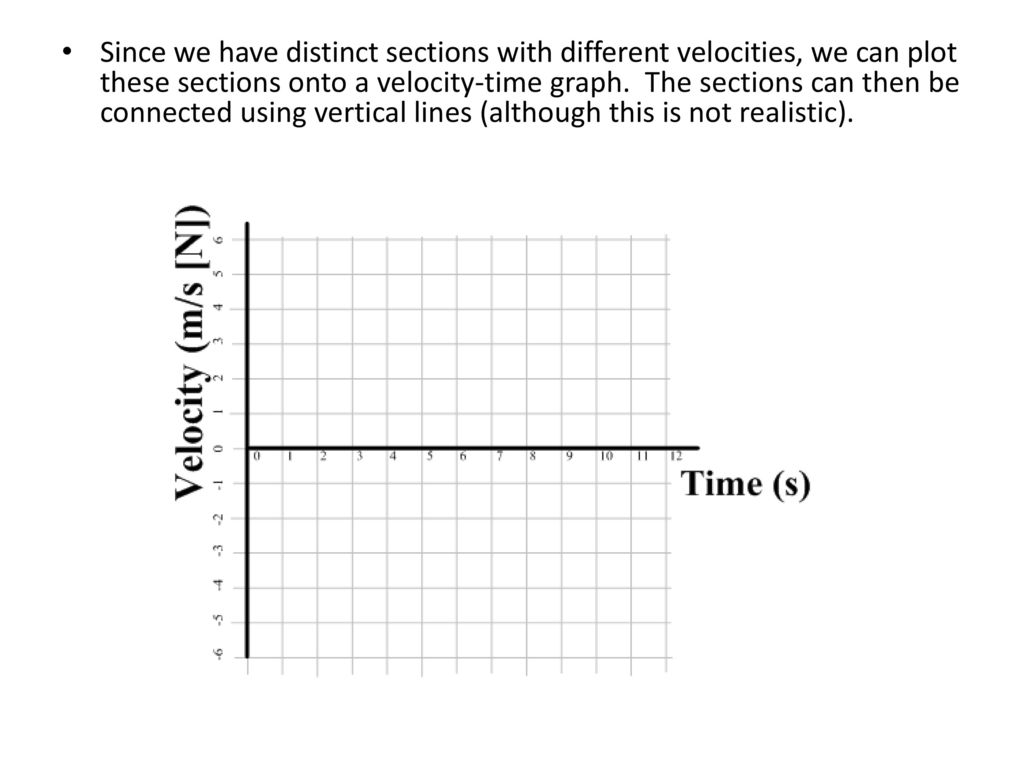 • Since we have distinct sections with different velocities, we can plot
these sections onto a velocity-time graph.  The sections can then be
connected using vertical lines (although this is not realistic).
Velocity (m/s [N])
6
5
4
3
2
1
0
-1
-2
-3
-4
-5
-6
0 1 2 3 4 5 6 7 8 9 10 11 12
Time (s)